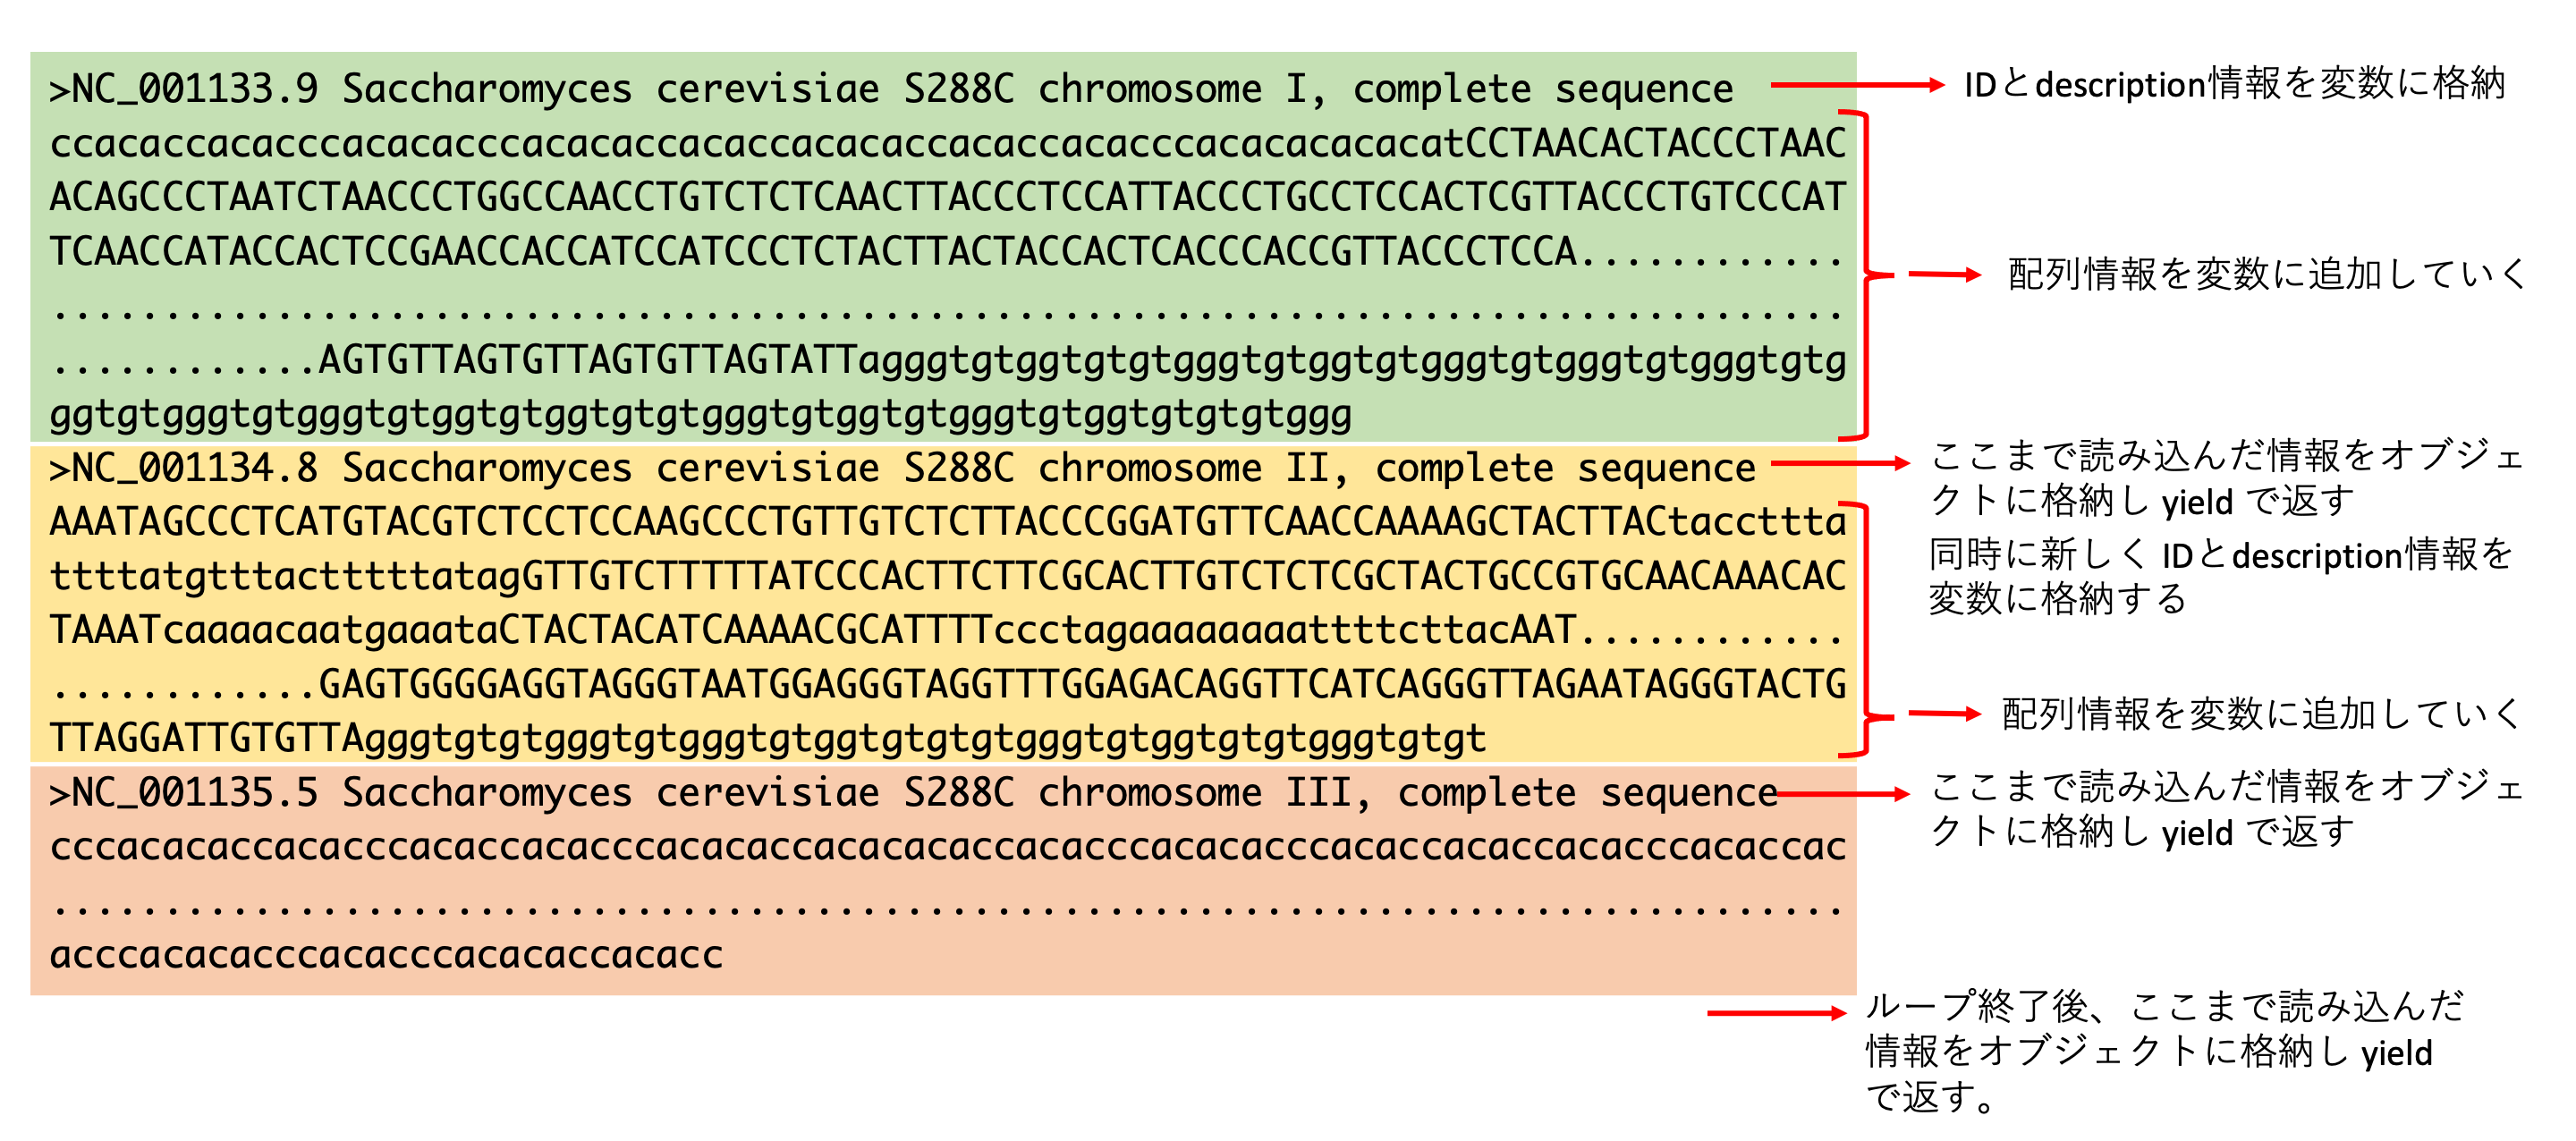 >NC_001133.9 Saccharomyces cerevisiae S288C chromosome I, complete sequence
IDとdescription情報を変数に格納
ccacaccacacccacacacccacacaccacaccacacaccacaccacacccacacacacacatCCTAACACTACCCTAAC
ACAGCCCTAATCTAACCCTGGCCAACCTGTCTCTCAACTTACCCTCCATTACCCTGCCTCCACTCGTTACCCTGTCCCAT
TCAACCATACCACTCCGAACCACCATCCATCCCTCTACTTACTACCACTCACCCACCGTTACCCTCCA............
配列情報を変数に追加していく
................................................................................
............AGTGTTAGTGTTAGTGTTAGTATTagggtgtggtgtgtgggtgtggtgtgggtgtgggtgtgggtgtg
ggtgtgggtgtgggtgtggtgtggtgtgtgggtgtggtgtgggtgtggtgtgtgtggg
>NC_001134.8 Saccharomyces cerevisiae S288C chromosome II, complete sequence
ここまで読み込んだ情報をオブジェ
クトに格納し yield で返す
同時に新しく IDとdescription情報を
変数に格納する
AAATAGCCCTCATGTACGTCTCCTCCAAGCCCTGTTGTCTCTTACCCGGATGTTCAACCAAAAGCTACTTACtaccttta
ttttatgtttactttttatagGTTGTCTTTTTATCCCACTTCTTCGCACTTGTCTCTCGCTACTGCCGTGCAACAAACAC
TAAATcaaaacaatgaaataCTACTACATCAAAACGCATTTTccctagaaaaaaaattttcttacAAT............
............GAGTGGGGAGGTAGGGTAATGGAGGGTAGGTTTGGAGACAGGTTCATCAGGGTTAGAATAGGGTACTG
配列情報を変数に追加していく
TTAGGATTGTGTTAgggtgtgtgggtgtgggtgtggtgtgtgtgggtgtggtgtgtgggtgtgt
>NC_001135.5 Saccharomyces cerevisiae S288C chromosome III, complete sequence
ここまで読み込んだ情報をオブジェ
クトに格納し yield で返す
cccacacaccacacccacaccacacccacacaccacacacaccacacccacacacccacaccacaccacacccacaccac
................................................................................
acccacacacccacacccacacaccacacc
ループ終了後、ここまで読み込んだ
情報をオブジェクトに格納し yield
で返す。